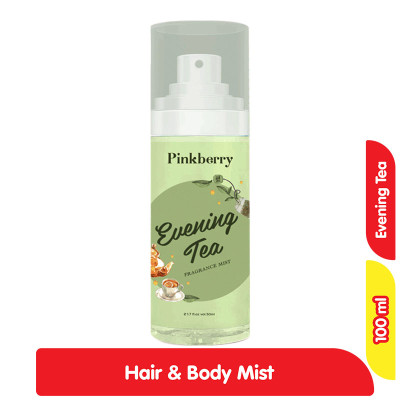 Pinkberry
Evening
Tea
FRAGRANCE MIST
Evening Tea
100 ml
Hair & Body Mist